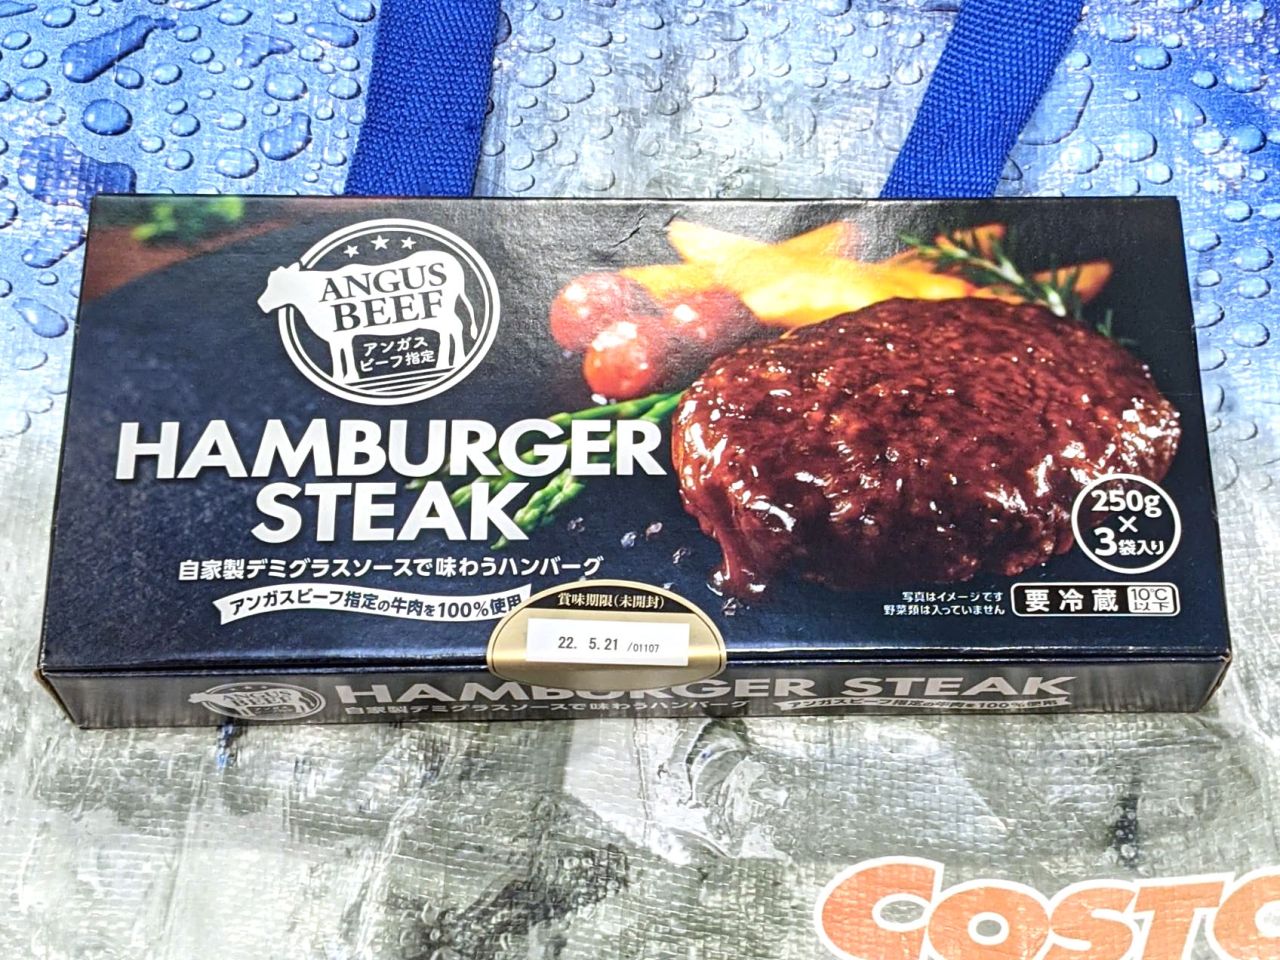 ANGUS
BEEF
アンガス
ビーフ指定
HAMBURGER
STEAK
自家製デミグラスソースで味わうハンバーグ
アンガスビーフ指定の牛肉を100%使用
250g
×
3袋入り
写真はイメージです
野菜類は入っていません
要冷蔵 10℃以下
賞味期限(未開封)
22. 5.21 /01107
ANGUS
BEEF
HAMBURGER STEAK
自家製デミグラスソースで味わうハンバーグ
アンガスビーフ指定の牛肉を100%使用
COSTC